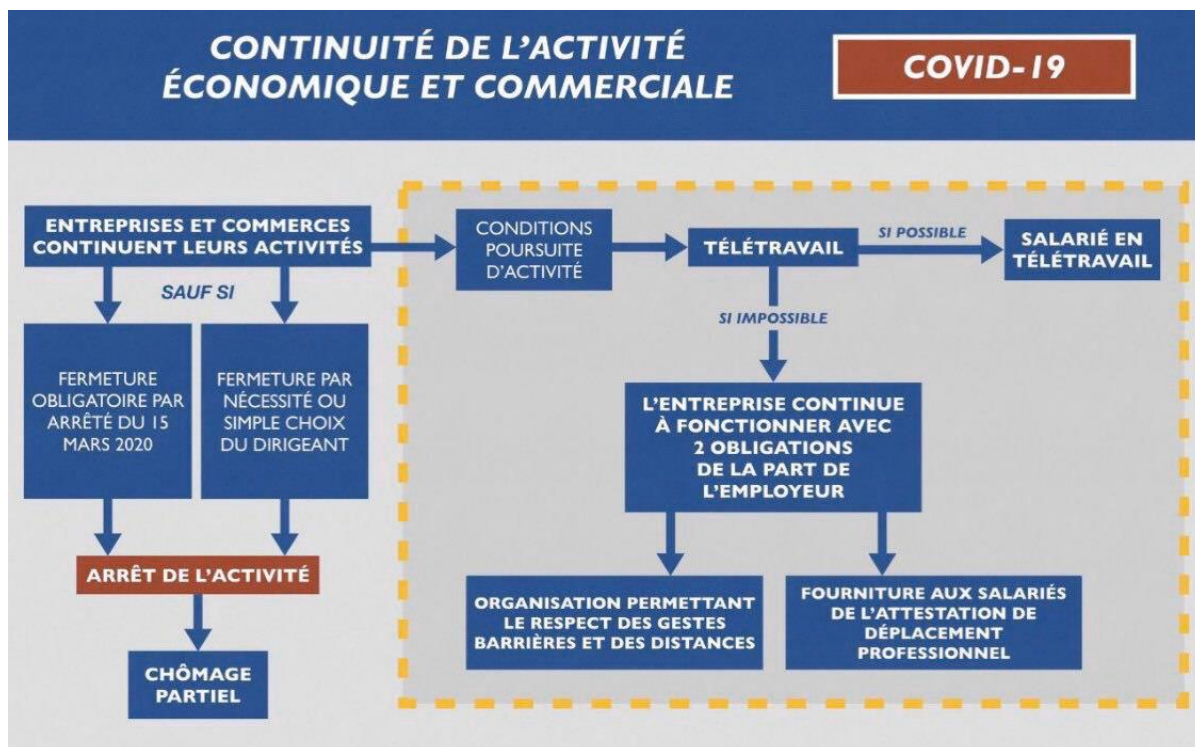 CONTINUITÉ DE L'ACTIVITÉ
ÉCONOMIQUE ET COMMERCIALE
COVID-19
ENTREPRISES ET COMMERCES
CONTINUENT LEURS ACTIVITÉS
SAUF SI
FERMETURE
OBLIGATOIRE PAR
ARRÊTÉ DU 15
MARS 2020
FERMETURE PAR
NÉCESSITÉ OU
SIMPLE CHOIX
DU DIRIGEANT
ARRÊT DE L'ACTIVITÉ
CHÔMAGE
PARTIEL
CONDITIONS
POURSUITE
D'ACTIVITÉ
TÉLÉTRAVAIL
SI POSSIBLE
SALARIÉ EN
TÉLÉTRAVAIL
SI IMPOSSIBLE
L'ENTREPRISE CONTINUE
À FONCTIONNER AVEC
2 OBLIGATIONS
DE LA PART DE
L'EMPLOYEUR
ORGANISATION PERMETTANT
LE RESPECT DES GESTES
BARRIÈRES ET DES DISTANCES
FOURNITURE AUX SALARIÉS
DE L'ATTESTATION DE
DÉPLACEMENT
PROFESSIONNEL